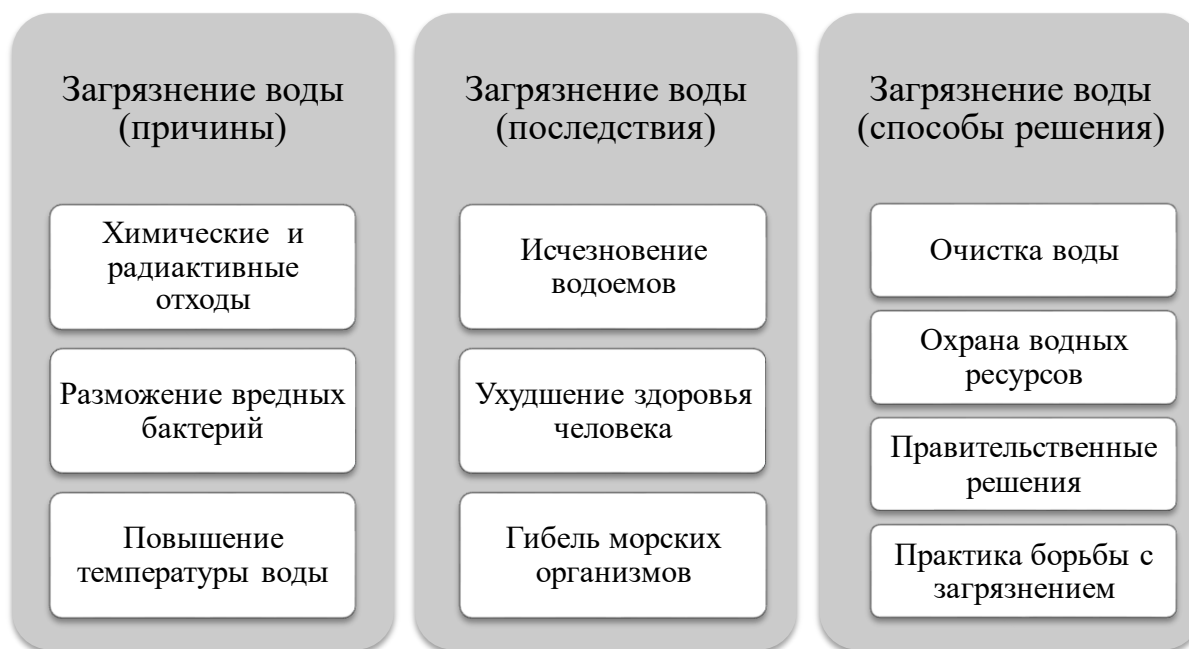 Загрязнение воды
(причины)
Химические и
радиактивные
отходы
Разможение вредных
бактерий
Повышение
температуры воды
Загрязнение воды
(последствия)
Исчезновение
водоемов
Ухудшение здоровья
человека
Гибель морских
организмов
Загрязнение воды
(способы решения)
Очистка воды
Охрана водных
ресурсов
Правительственные
решения
Практика борьбы с
загрязнением